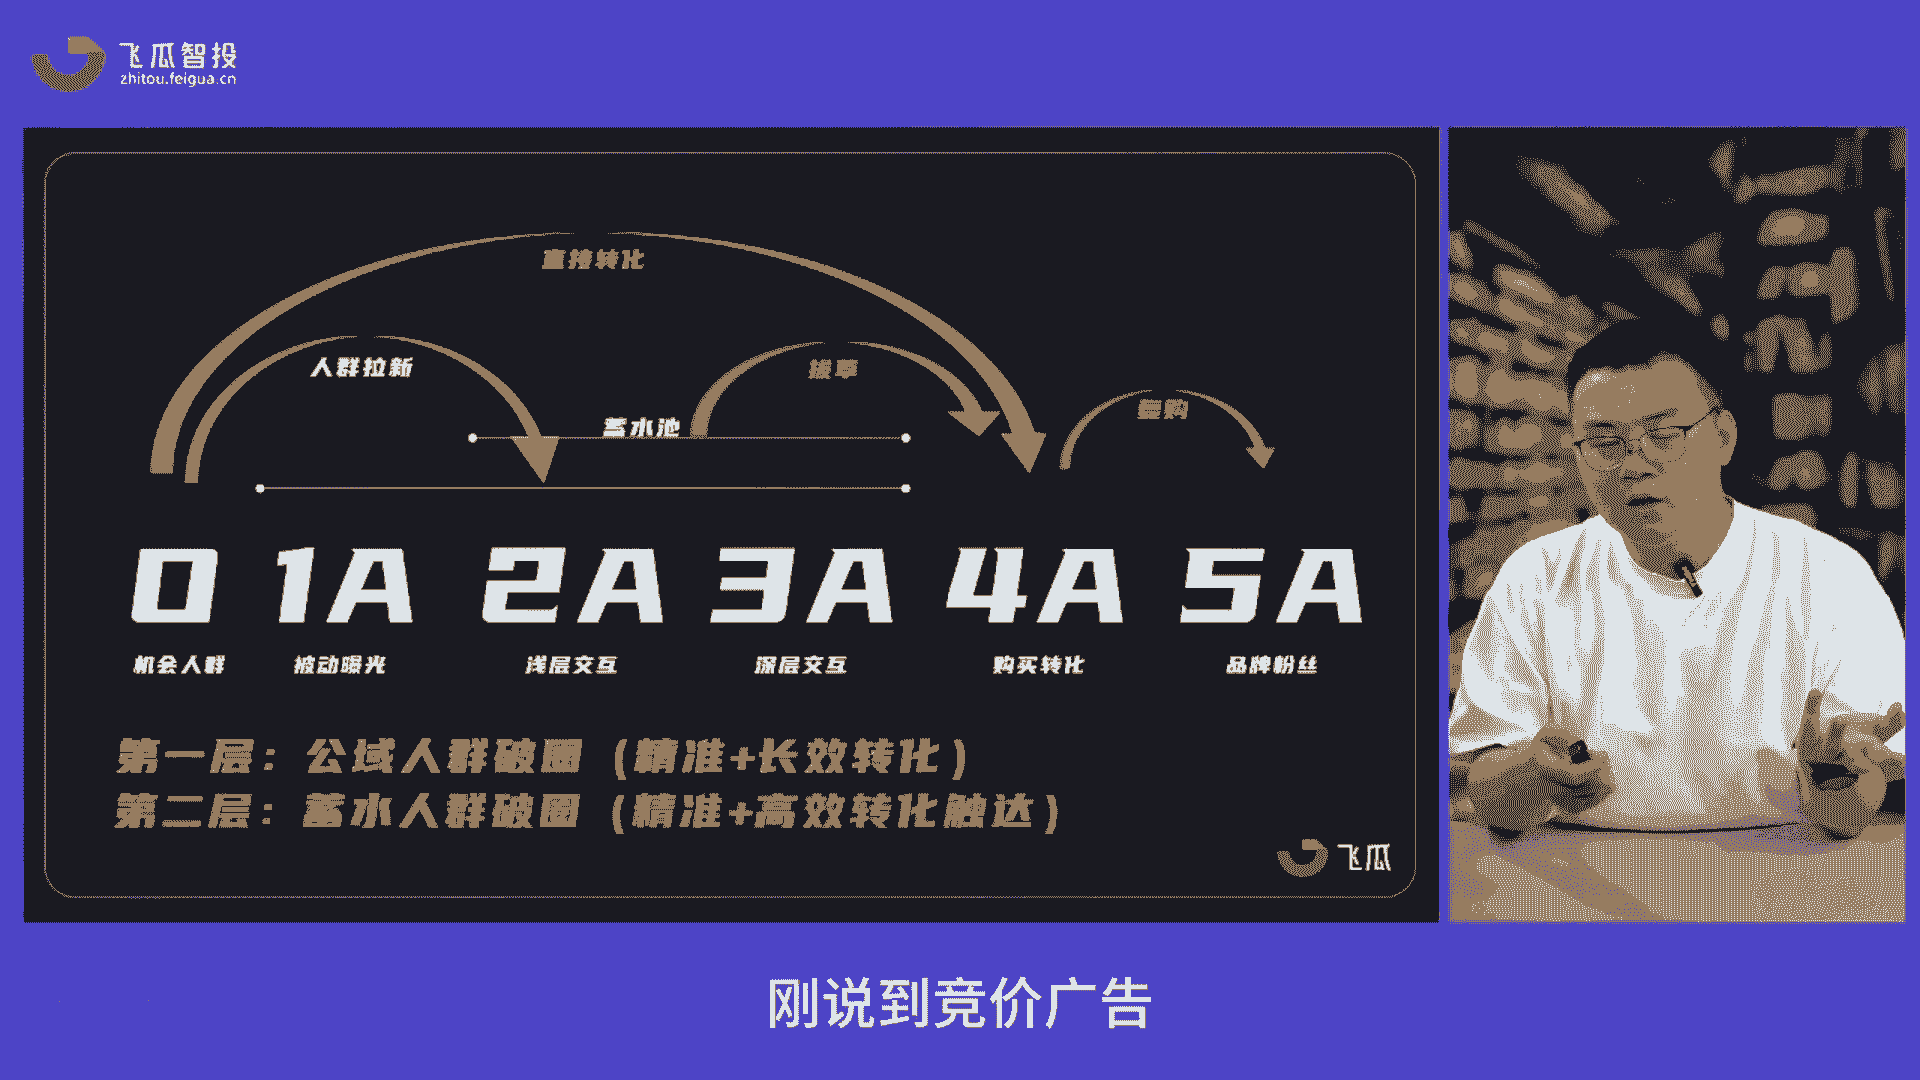 飞瓜智投
zhitou.feigua.cn
直接转化
人群拉新
拔草
复购
蓄水池
0 1A 2A 3A 4A 5A
机会人群 被动曝光 浅层交互 深层交互 购买转化 品牌粉丝
第一层：公域人群破圈（精准+长效转化）
第二层：蓄水人群破圈（精准+高效转化触达）
飞瓜
刚说到竞价广告